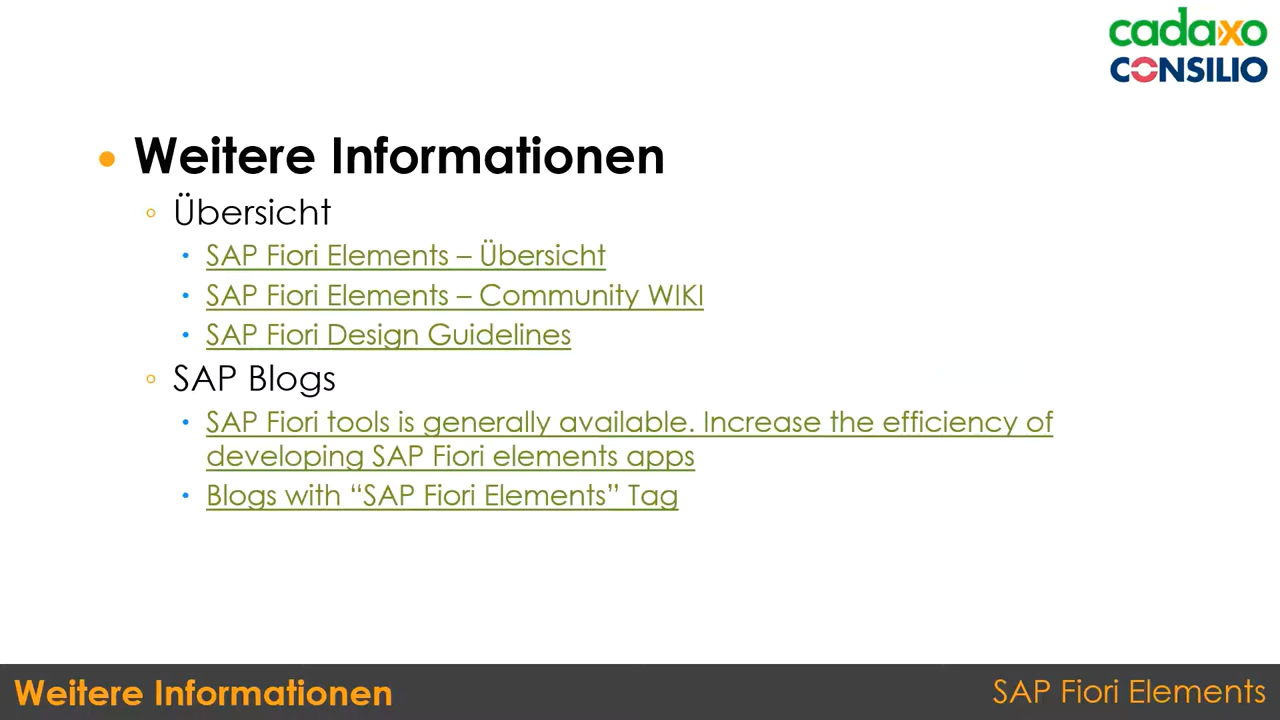 cadaxo
CONSILIO
Weitere Informationen
Übersicht
SAP Fiori Elements – Übersicht
SAP Fiori Elements – Community WIKI
SAP Fiori Design Guidelines
SAP Blogs
SAP Fiori tools is generally available. Increase the efficiency of
developing SAP Fiori elements apps
Blogs with “SAP Fiori Elements” Tag
Weitere Informationen
SAP Fiori Elements